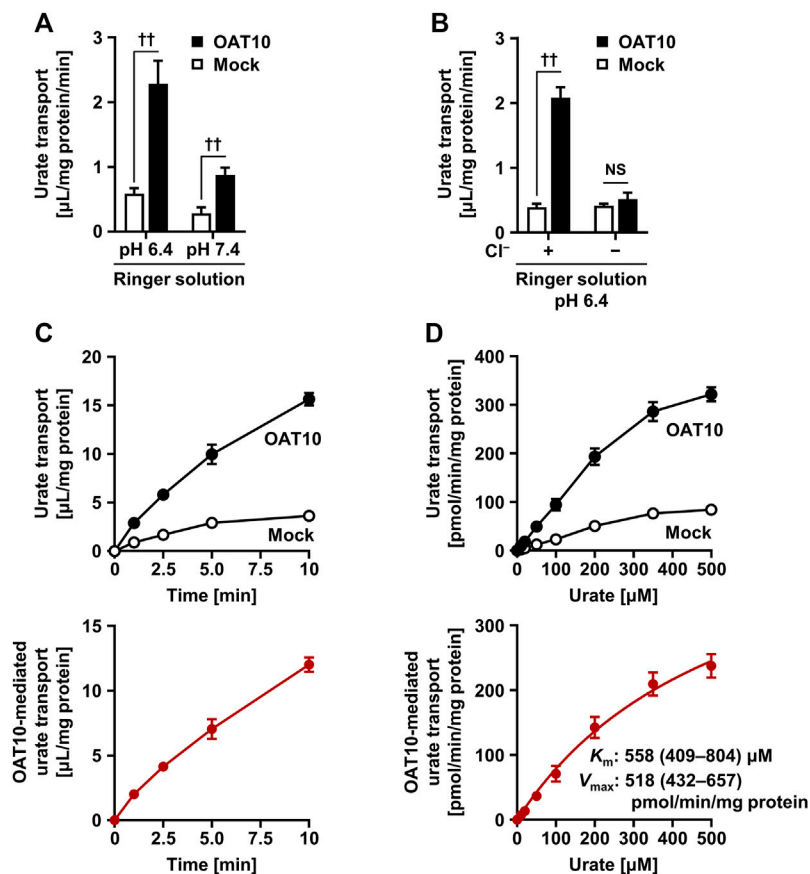 A
Urate transport
[µL/mg protein/min]
3
2
1
0
††
††
OAT10
Mock
pH 6.4 pH 7.4
Ringer solution
B
Urate transport
[µL/mg protein/min]
3
2
1
0
††
NS
OAT10
Mock
Cl⁻ + −
Ringer solution
pH 6.4
C
Urate transport
[µL/mg protein]
20
15
10
5
0
OAT10
Mock
0 2.5 5.0 7.5 10
Time [min]
OAT10-mediated
urate transport
[µL/mg protein]
15
10
5
0
0 2.5 5.0 7.5 10
Time [min]
D
Urate transport
[pmol/min/mg protein]
400
300
200
100
0
OAT10
Mock
0 100 200 300 400 500
Urate [µM]
OAT10-mediated
urate transport
[pmol/min/mg protein]
300
200
100
0
Km: 558 (409–804) µM
Vmax: 518 (432–657)
pmol/min/mg protein
0 100 200 300 400 500
Urate [µM]